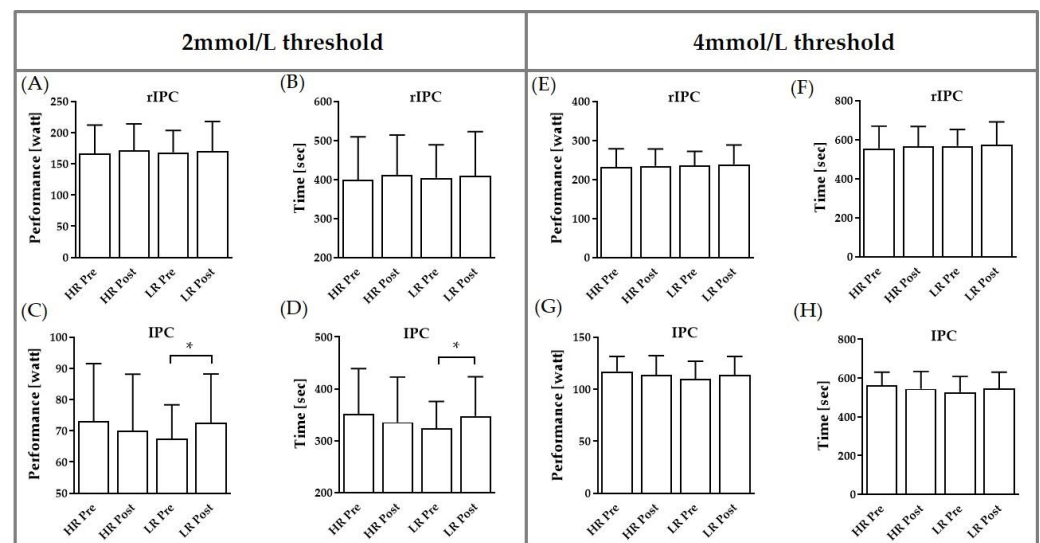 2mmol/L threshold
4mmol/L threshold
(A)
rIPC
Performance [watt]
250
200
150
100
50
0
HR Pre
HR Post
LR Pre
LR Post
(B)
rIPC
Time [sec]
600
500
400
300
200
HR Pre
HR Post
LR Pre
LR Post
(E)
rIPC
Performance [watt]
400
300
200
100
0
HR Pre
HR Post
LR Pre
LR Post
(F)
rIPC
Time [sec]
800
600
400
200
0
HR Pre
HR Post
LR Pre
LR Post
(C)
IPC
*
Performance [watt]
100
90
80
70
60
50
HR Pre
HR Post
LR Pre
LR Post
(D)
IPC
*
Time [sec]
500
400
300
200
HR Pre
HR Post
LR Pre
LR Post
(G)
IPC
Performance [watt]
150
100
50
0
HR Pre
HR Post
LR Pre
LR Post
(H)
IPC
Time [sec]
800
600
400
200
0
HR Pre
HR Post
LR Pre
LR Post